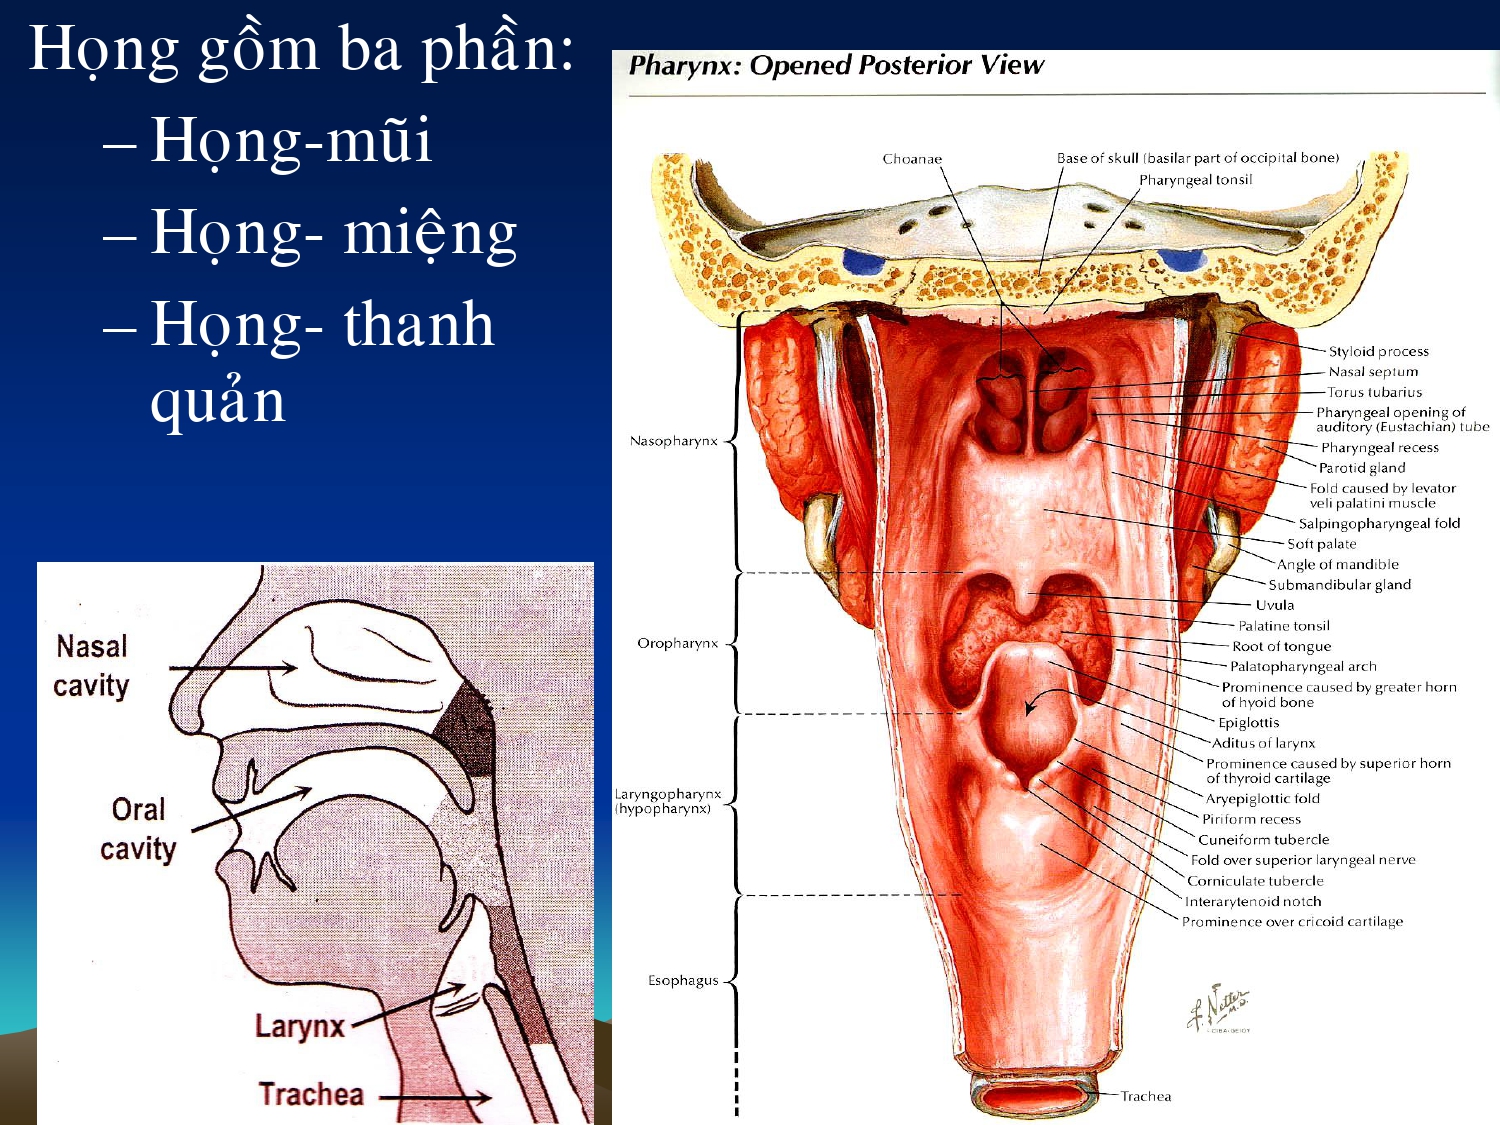 Họng gồm ba phần:
– Họng-mũi
– Họng- miệng
– Họng- thanh
quản
Pharynx: Opened Posterior View
Choanae
Base of skull (basilar part of occipital bone)
Pharyngeal tonsil
Styloid process
Nasal septum
Torus tubarius
Pharyngeal opening of
auditory (Eustachian) tube
Pharyngeal recess
Parotid gland
Fold caused by levator
veli palatini muscle
Salpingopharyngeal fold
Soft palate
Angle of mandible
Submandibular gland
Uvula
Palatine tonsil
Root of tongue
Palatopharyngeal arch
Prominence caused by greater horn
of hyoid bone
Epiglottis
Aditus of larynx
Prominence caused by superior horn
of thyroid cartilage
Aryepiglottic fold
Piriform recess
Cuneiform tubercle
Fold over superior laryngeal nerve
Corniculate tubercle
Interarytenoid notch
Prominence over cricoid cartilage
Trachea
Nasopharynx
Oropharynx
Laryngopharynx
(hypopharynx)
Esophagus
F. Netter
M.D.
Nasal
cavity
Oral
cavity
Larynx
Trachea